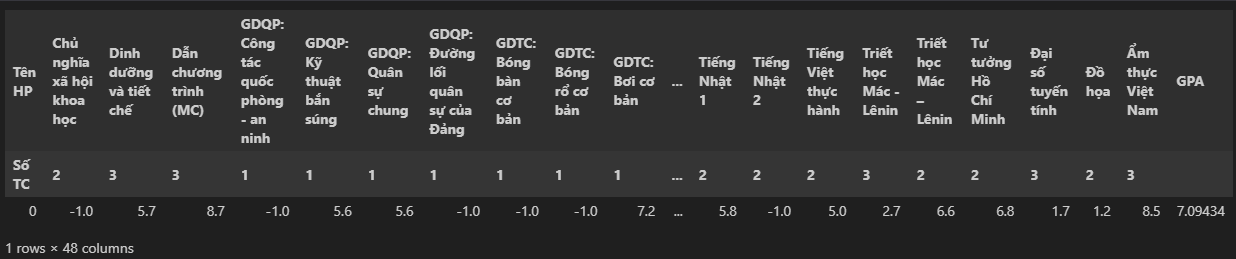 Tên
HP
Chủ
nghĩa
xã hội
khoa
học
Dinh
dưỡng
và tiết
chế
Dẫn
chương
trình
(MC)
GDQP:
Công
tác
quốc
phòng
- an
ninh
GDQP:
Kỹ
thuật
bắn
súng
GDQP:
Quân
sự
chung
GDQP:
Đường
lối
quân
sự của
Đảng
GDTC:
Bóng
bàn
cơ
bản
GDTC:
Bóng
rổ cơ
bản
GDTC:
Bơi cơ
bản
...
Tiếng
Nhật
1
Tiếng
Nhật
2
Tiếng
Việt
thực
hành
Triết
học
Mác -
Lênin
Triết
học
Mác
–
Lênin
Tư
tưởng
Hồ
Chí
Minh
Đại
số
tuyến
tính
Đồ
họa
Ẩm
thực
Việt
Nam
GPA
Số
TC
2 3 3 1 1 1 1 1 1 1 ... 2 2 2 3 2 2 3 2 3
0 -1.0 5.7 8.7 -1.0 5.6 5.6 -1.0 -1.0 -1.0 7.2 ... 5.8 -1.0 5.0 2.7 6.6 6.8 1.7 1.2 8.5 7.09434
1 rows × 48 columns